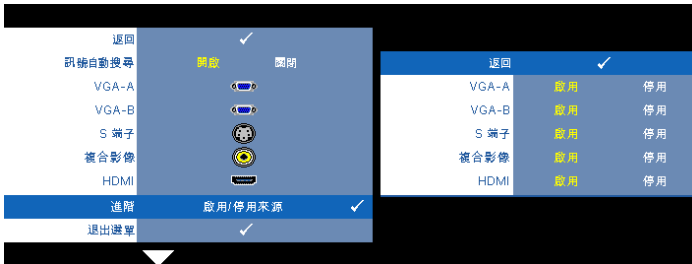 返回
訊號自動搜尋 開啟 關閉
VGA-A
VGA-B
S 端子
複合影像
HDMI
進階 啟用/停用來源
退出選單
返回
VGA-A 啟用 停用
VGA-B 啟用 停用
S 端子 啟用 停用
複合影像 啟用 停用
HDMI 啟用 停用